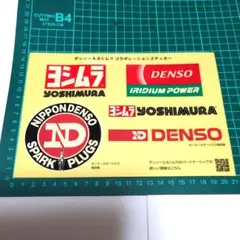 B4
デンソー&ヨシムラ コラボレーションステッカー
ヨシムラ
YOSHIMURA
DENSO
IRIDIUM POWER
NIPPONDENSO
ND
SPARK PLUGS
ヨシムラ YOSHIMURA
ND DENSO